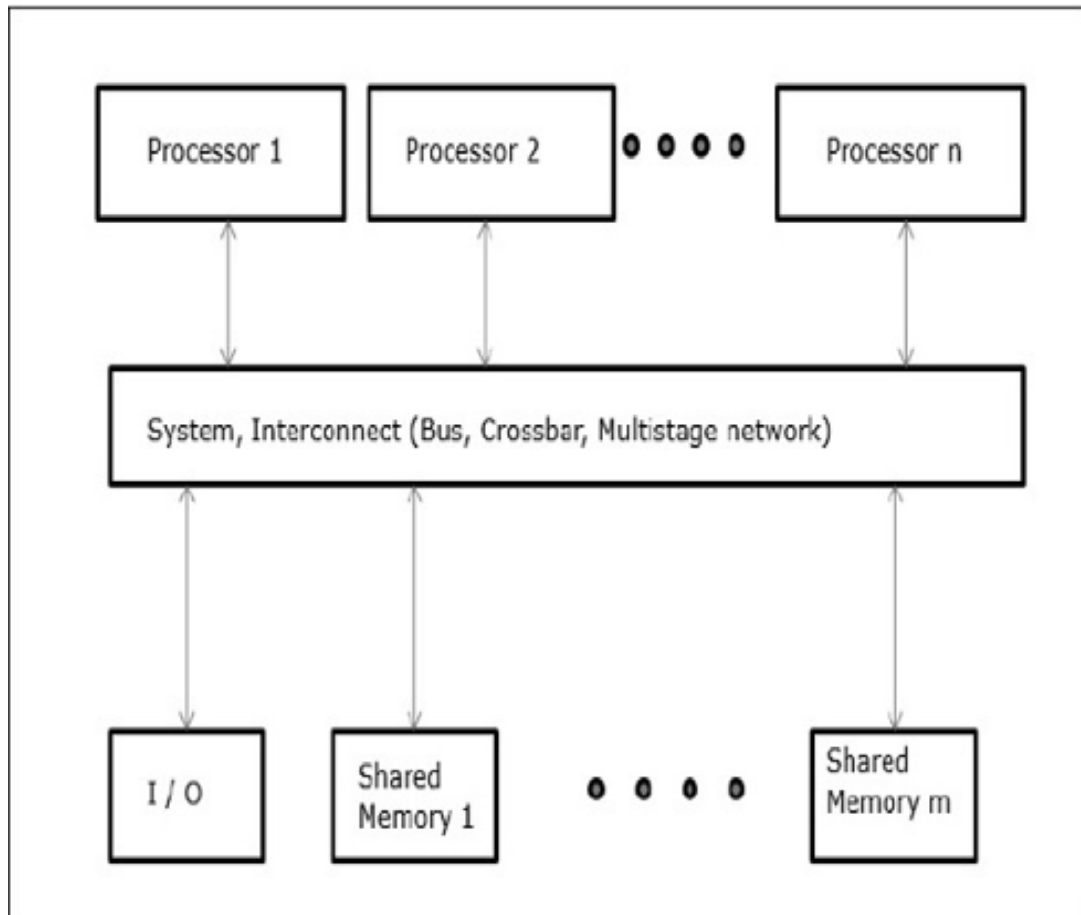 Processor 1
Processor 2
Processor n
System, Interconnect (Bus, Crossbar, Multistage network)
I / O
Shared
Memory 1
Shared
Memory m